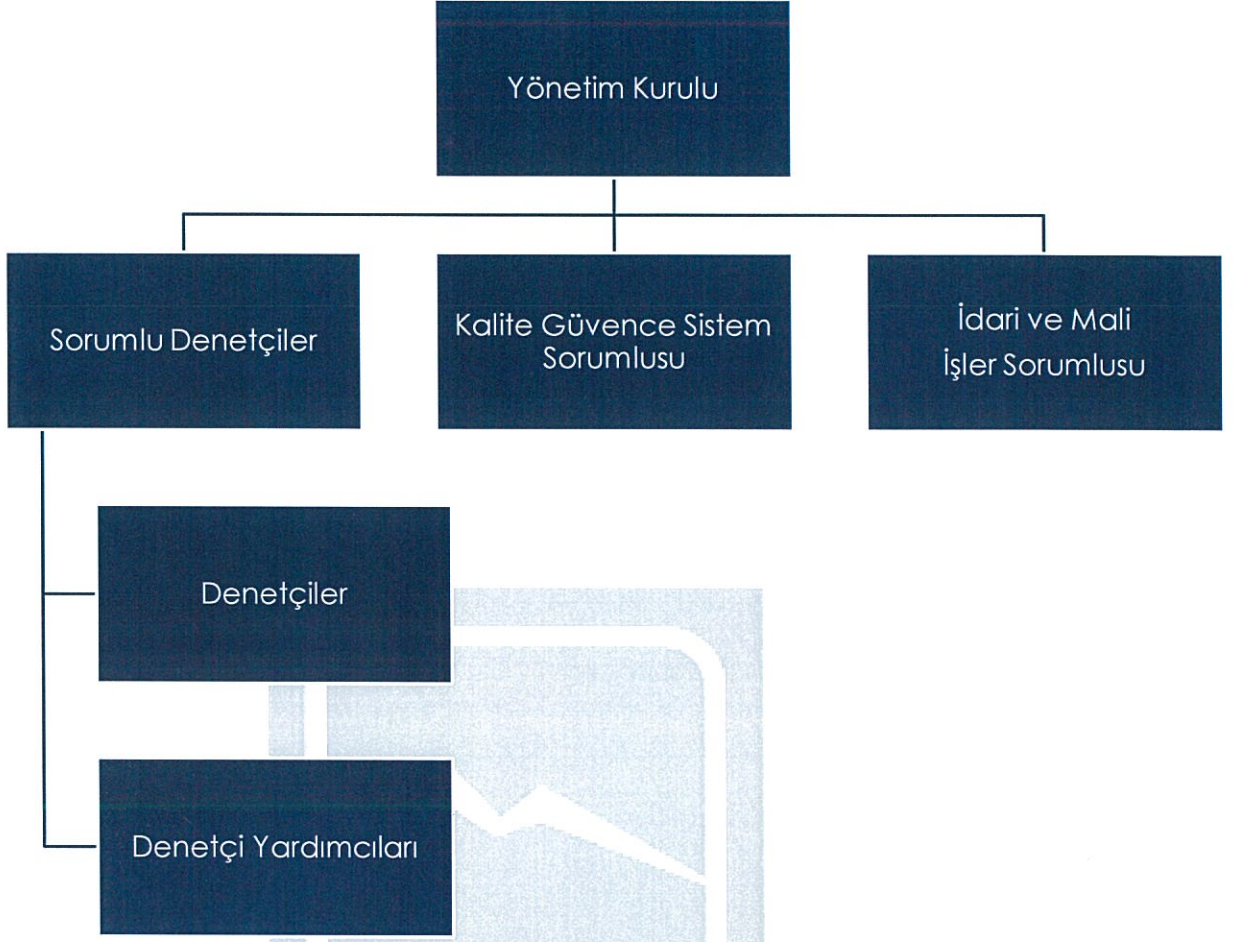 Yönetim Kurulu
Sorumlu Denetçiler
Kalite Güvence Sistem
Sorumlusu
İdari ve Mali
İşler Sorumlusu
Denetçiler
Denetçi Yardımcıları